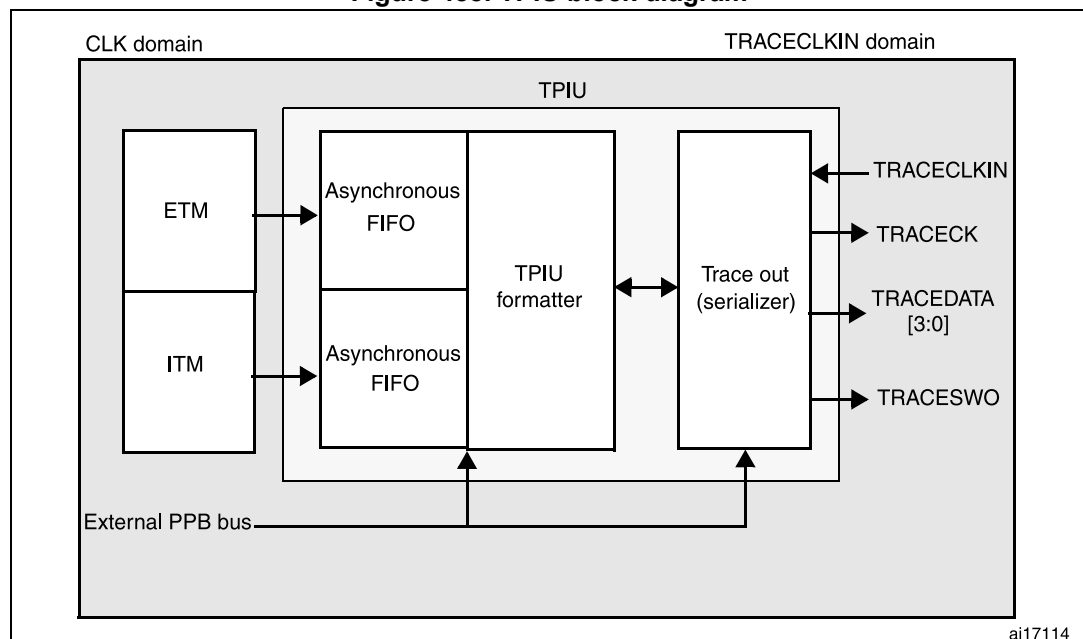 CLK domain
TRACECLKIN domain
TPIU
ETM
Asynchronous
FIFO
TPIU
formatter
Trace out
(serializer)
TRACECLKIN
TRACECK
TRACEDATA
[3:0]
TRACESWO
ITM
Asynchronous
FIFO
External PPB bus
ai17114